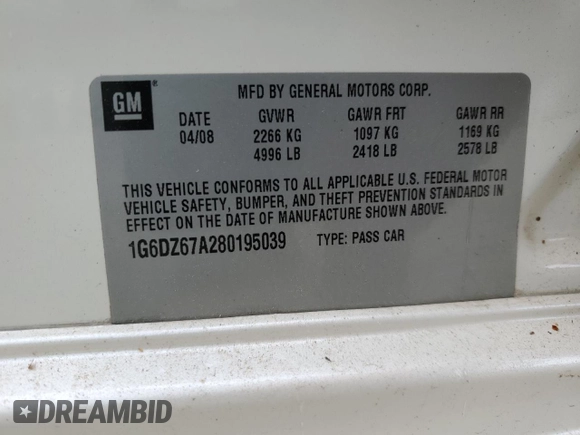 GM ®
MFD BY GENERAL MOTORS CORP.
DATE GVWR GAWR FRT GAWR RR
04/08 2266 KG 1097 KG 1169 KG
4996 LB 2418 LB 2578 LB
THIS VEHICLE CONFORMS TO ALL APPLICABLE U.S. FEDERAL MOTOR
VEHICLE SAFETY, BUMPER, AND THEFT PREVENTION STANDARDS IN
EFFECT ON THE DATE OF MANUFACTURE SHOWN ABOVE.
1G6DZ67A280195039 TYPE: PASS CAR
DREAMBID